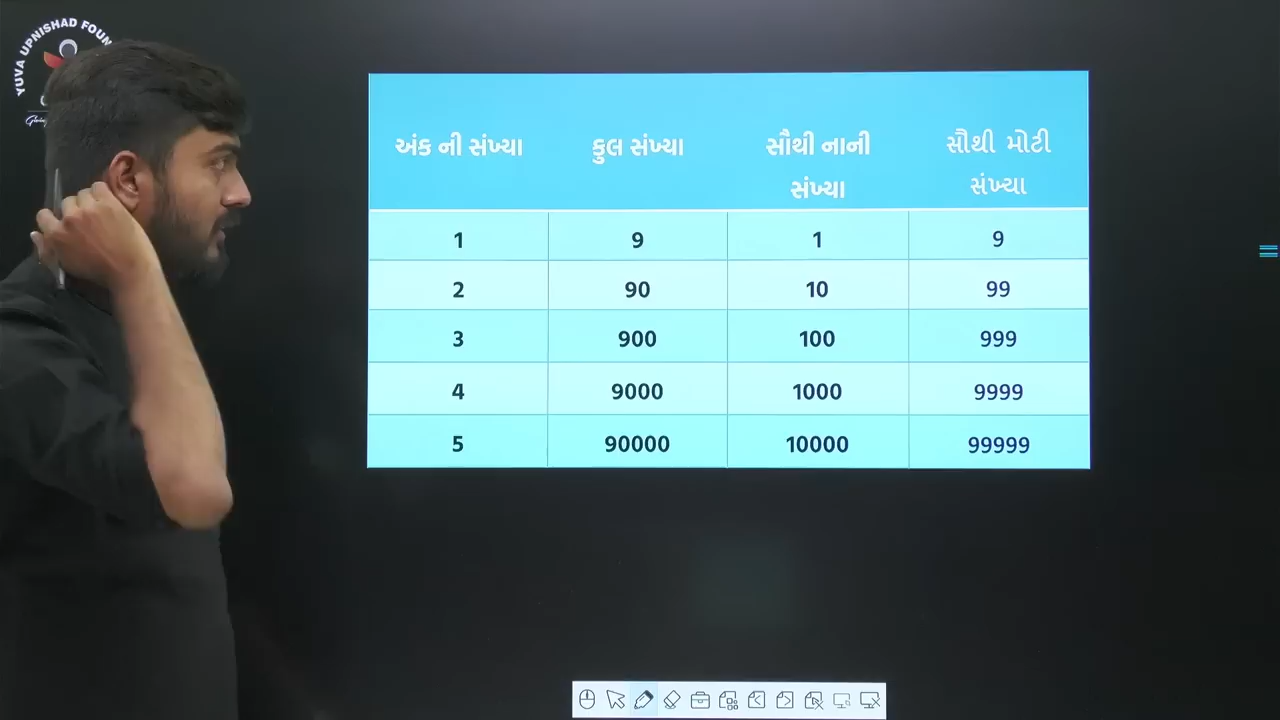 YUVA UPNISHAD FOUN
અંક ની સંખ્યા
કુલ સંખ્યા
સૌથી નાની
સંખ્યા
સૌથી મોટી
સંખ્યા
1 9 1 9
2 90 10 99
3 900 100 999
4 9000 1000 9999
5 90000 10000 99999